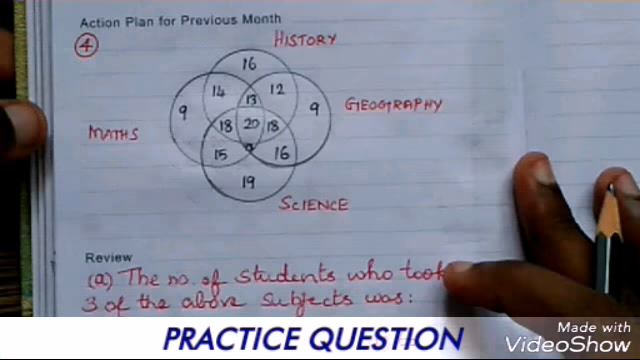 Action Plan for Previous Month
4
HISTORY
16
14
12
13
9
9
GEOGRAPHY
MATHS
18
20
18
9
15
16
19
SCIENCE
Review
(a) The no. of students who took
3 of the above subjects was:
PRACTICE QUESTION
Made with
VideoShow